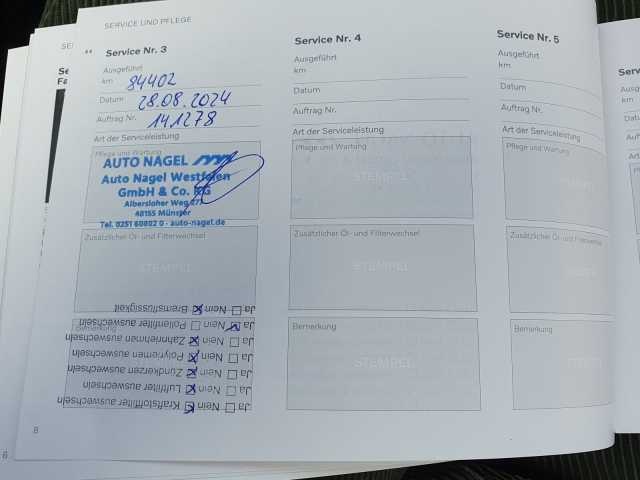 SERVICE UND PFLEGE
Service Nr. 3
Ausgeführt
km 84402
Datum 28.08.2024
Auftrag Nr. 141278
Art der Serviceleistung
Pflege und Wartung
AUTO NAGEL
Auto Nagel Westfalen
GmbH & Co. KG
Albersloher Weg
48155 Münster
Tel. 0251 60802 0 · auto-nagel.de
Zusätzlicher Öl- und Filterwechsel
STEMPEL
Bemerkung
Ja Nein Bremsflüssigkeit
Ja Nein Pollenfilter auswechseln
Ja Nein Zahnriemen auswechseln
Ja Nein Polyriemen auswechseln
Ja Nein Zündkerzen auswechseln
Ja Nein Luftfilter auswechseln
Ja Nein Kraftstofffilter auswechseln
8
6
Service Nr. 4
Ausgeführt
km
Datum
Auftrag Nr.
Art der Serviceleistung
Pflege und Wartung
STEMPEL
Zusätzlicher Öl- und Filterwechsel
STEMPEL
Bemerkung
STEMPEL
Service Nr. 5
Ausgeführt
km
Datum
Auftrag Nr.
Art der Serviceleistung
Pflege und Wartung
Zusätzlicher Öl- und Filterwechsel
Bemerkung